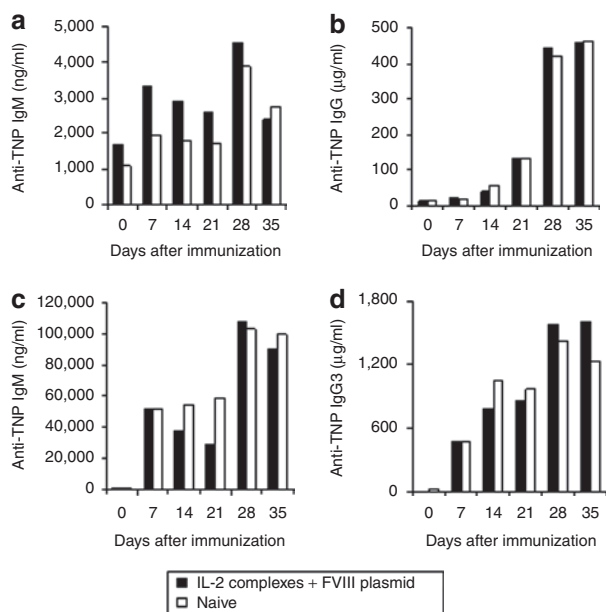 a
Anti-TNP IgM (ng/ml)
5,000
4,000
3,000
2,000
1,000
0
0 7 14 21 28 35
Days after immunization
b
Anti-TNP IgG (µg/ml)
500
400
300
200
100
0
0 7 14 21 28 35
Days after immunization
c
Anti-TNP IgM (ng/ml)
120,000
100,000
80,000
60,000
40,000
20,000
0
0 7 14 21 28 35
Days after immunization
d
Anti-TNP IgG3 (µg/ml)
1,800
1,200
600
0
0 7 14 21 28 35
Days after immunization
IL-2 complexes + FVIII plasmid
Naive